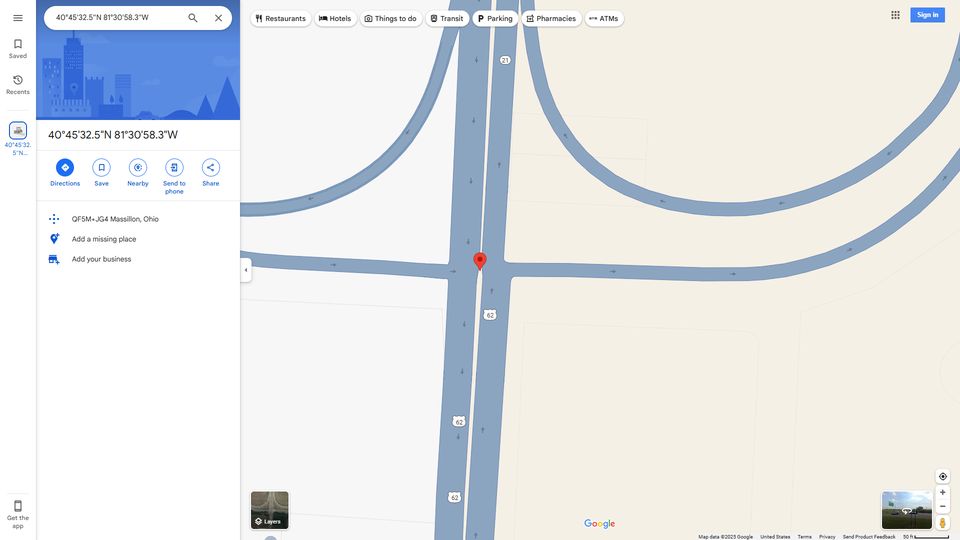 40°45'32.5"N 81°30'58.3"W
Restaurants
Hotels
Things to do
Transit
Parking
Pharmacies
ATMs
Sign in
Saved
Recents
40°45'32.
5"N...
40°45'32.5"N 81°30'58.3"W
Directions
Save
Nearby
Send to
phone
Share
QF5M+JG4 Massillon, Ohio
Add a missing place
Add your business
21
62
62
62
Get the
app
Layers
Google
Map data ©2025 Google
United States
Terms
Privacy
Send Product Feedback
50 ft